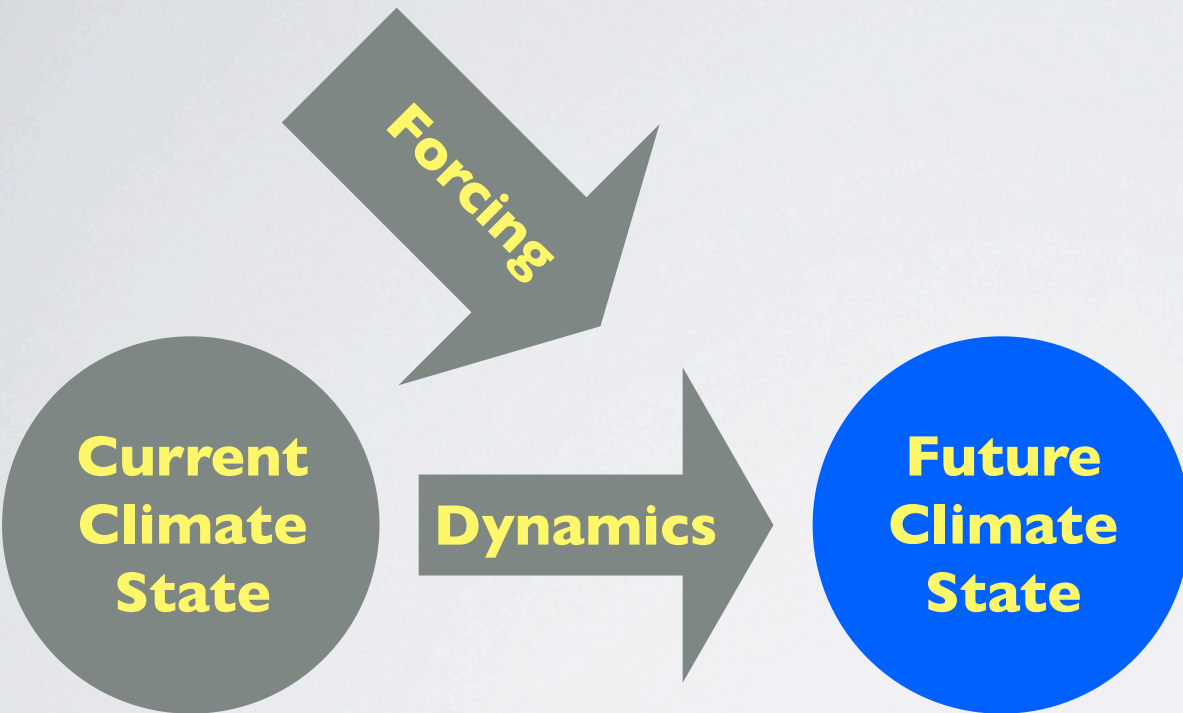 Forcing
Current
Climate
State
Dynamics
Future
Climate
State